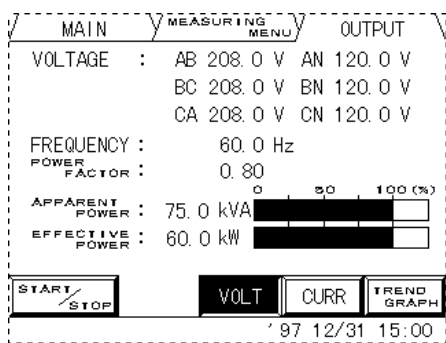 MAIN MEASURING MENU OUTPUT
VOLTAGE : AB 208.0 V AN 120.0 V
BC 208.0 V BN 120.0 V
CA 208.0 V CN 120.0 V
FREQUENCY : 60.0 Hz
POWER FACTOR : 0.80
0 50 100 (%)
APPARENT POWER : 75.0 kVA
EFFECTIVE POWER : 60.0 kW
START/STOP VOLT CURR TREND GRAPH
'97 12/31 15:00